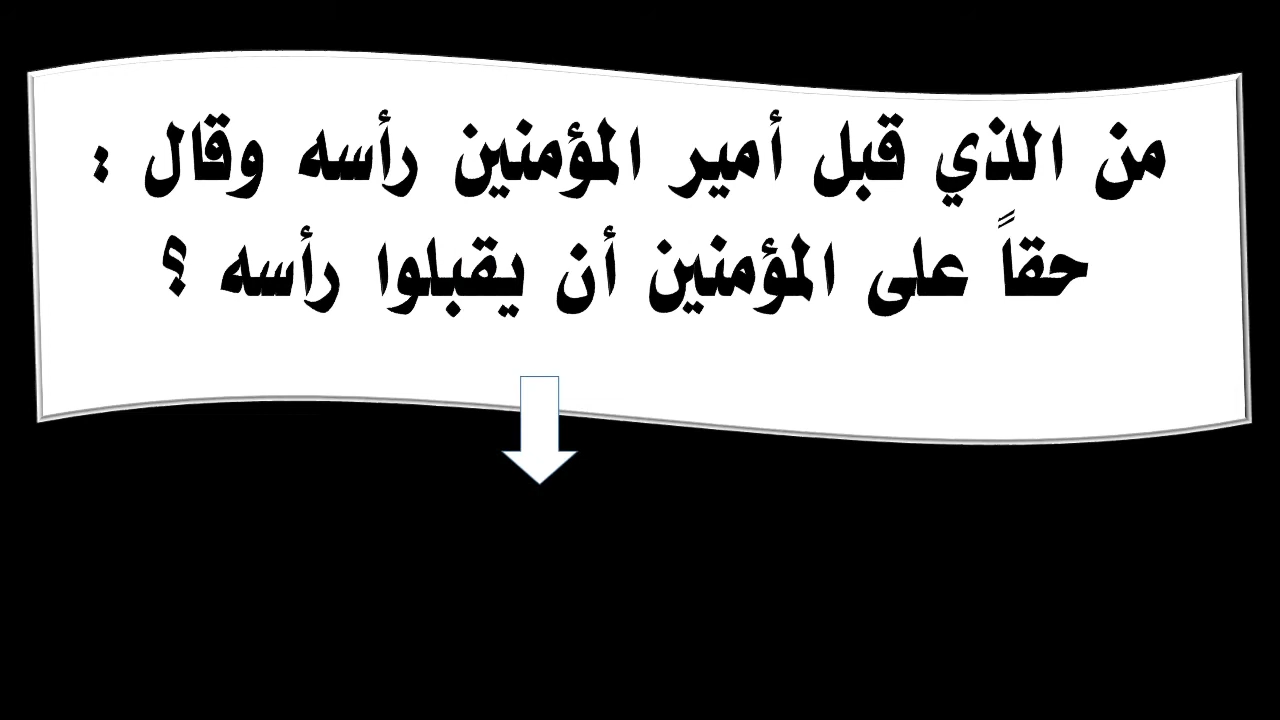 من الذي قبل أمير المؤمنين رأسه وقال :
حقاً على المؤمنين أن يقبلوا رأسه ؟